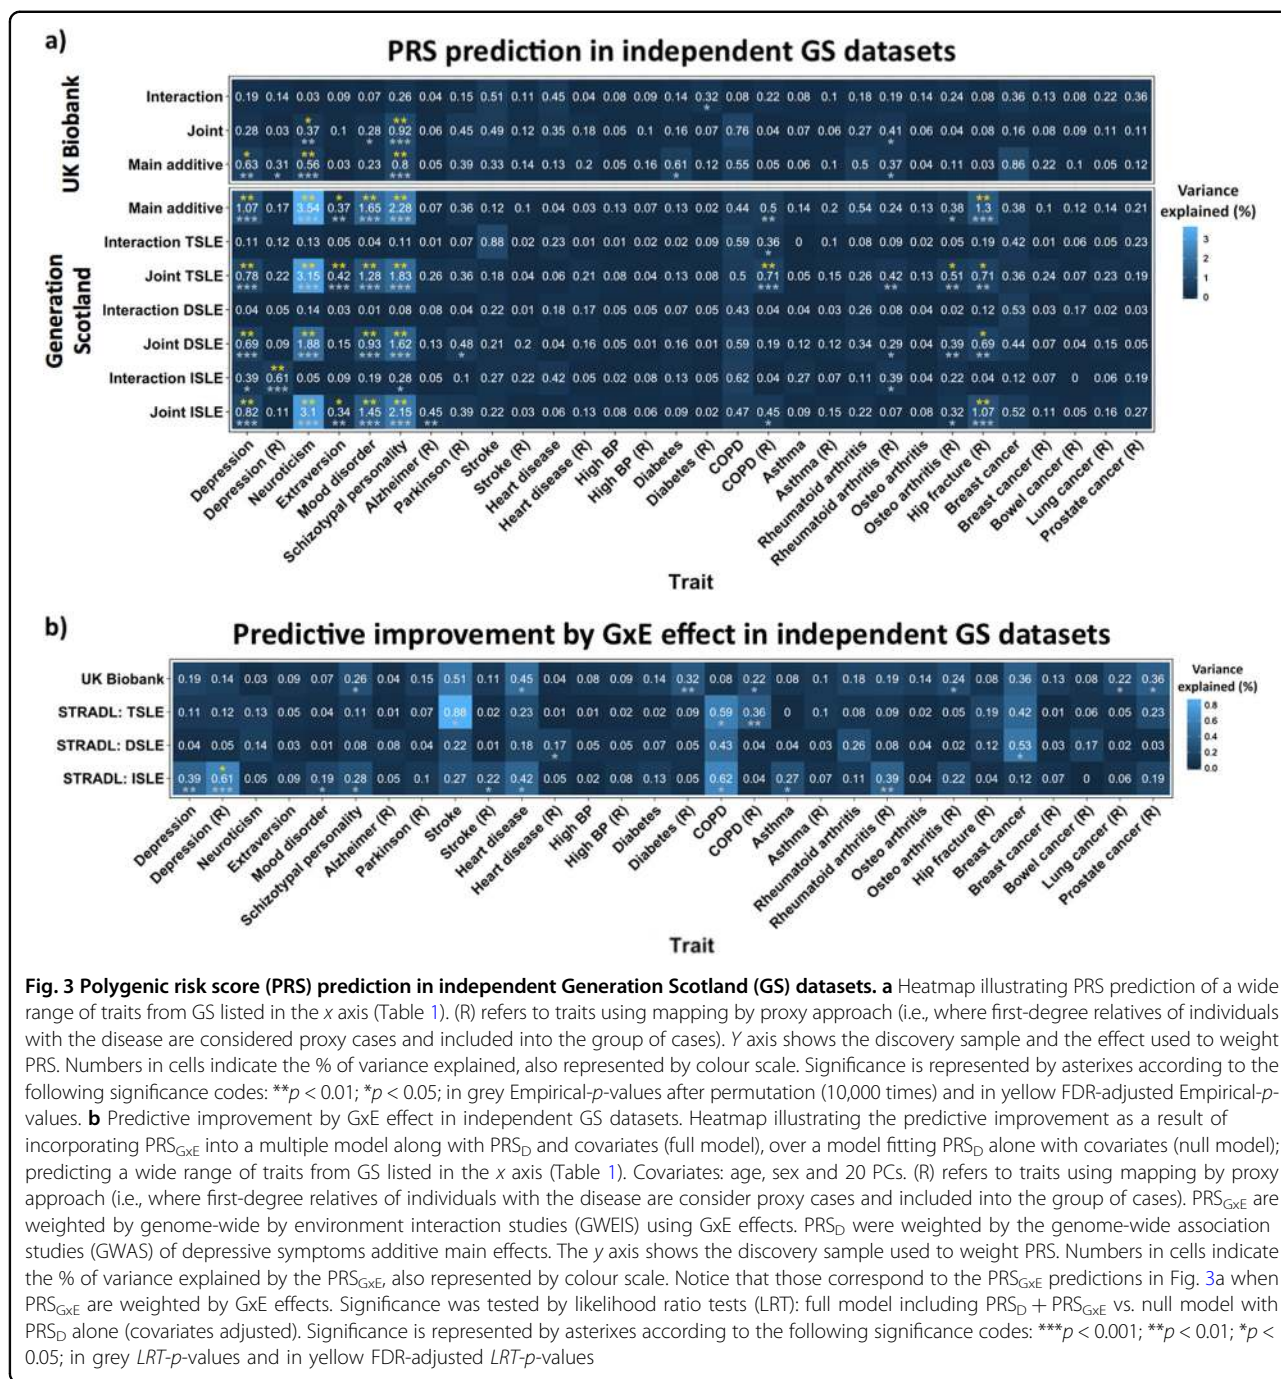 a)
PRS prediction in independent GS datasets
UK Biobank
Interaction 0.19 0.14 0.03 0.09 0.07 0.26 0.04 0.15 0.51 0.11 0.45 0.04 0.08 0.09 0.14 0.32 0.08 0.22 0.08 0.1 0.18 0.19 0.14 0.24 0.08 0.36 0.13 0.08 0.22 0.36
*
* **
Joint 0.28 0.03 0.37 0.1 0.28 0.92 0.06 0.45 0.49 0.12 0.35 0.18 0.05 0.1 0.16 0.07 0.76 0.04 0.07 0.06 0.27 0.41 0.06 0.04 0.08 0.16 0.08 0.09 0.11 0.11
** * *** *
* ** **
Main additive 0.63 0.31 0.56 0.03 0.23 0.8 0.05 0.39 0.33 0.14 0.13 0.2 0.05 0.16 0.61 0.12 0.55 0.05 0.06 0.1 0.5 0.37 0.04 0.11 0.03 0.86 0.22 0.1 0.05 0.12
** * *** *** * *
Generation
Scotland
** ** * ** ** **
Main additive 1.07 0.17 3.54 0.37 1.65 2.28 0.07 0.36 0.12 0.1 0.04 0.03 0.13 0.07 0.13 0.02 0.44 0.5 0.14 0.2 0.54 0.24 0.13 0.38 1.3 0.38 0.1 0.12 0.14 0.21
*** *** ** *** *** ** * ***
Interaction TSLE 0.11 0.12 0.13 0.05 0.04 0.11 0.01 0.07 0.88 0.02 0.23 0.01 0.01 0.02 0.02 0.09 0.59 0.36 0 0.1 0.08 0.09 0.02 0.05 0.19 0.42 0.01 0.06 0.05 0.23
*
** ** ** ** ** ** * *
Joint TSLE 0.78 0.22 3.15 0.42 1.28 1.83 0.26 0.36 0.18 0.04 0.06 0.21 0.08 0.04 0.13 0.08 0.5 0.71 0.05 0.15 0.26 0.42 0.13 0.51 0.71 0.36 0.24 0.07 0.23 0.19
*** *** *** *** *** *** ** ** **
Interaction DSLE 0.04 0.05 0.14 0.03 0.01 0.08 0.08 0.04 0.22 0.01 0.18 0.17 0.05 0.05 0.07 0.05 0.43 0.04 0.04 0.03 0.26 0.08 0.04 0.02 0.12 0.53 0.03 0.17 0.02 0.03
** ** ** ** *
Joint DSLE 0.69 0.09 1.88 0.15 0.93 1.62 0.13 0.48 0.21 0.2 0.04 0.16 0.05 0.01 0.16 0.01 0.59 0.19 0.12 0.12 0.34 0.29 0.04 0.39 0.69 0.44 0.07 0.04 0.15 0.05
*** *** *** *** * * ** **
**
Interaction ISLE 0.39 0.61 0.05 0.09 0.19 0.28 0.05 0.1 0.27 0.22 0.42 0.05 0.02 0.08 0.13 0.05 0.62 0.04 0.27 0.07 0.11 0.39 0.04 0.22 0.04 0.12 0.07 0 0.06 0.19
* *** * *
** ** * ** ** **
Joint ISLE 0.82 0.11 3.1 0.34 1.45 2.15 0.45 0.39 0.22 0.03 0.06 0.13 0.08 0.06 0.09 0.02 0.47 0.45 0.09 0.15 0.22 0.07 0.08 0.32 1.07 0.52 0.11 0.05 0.16 0.27
*** *** ** *** *** ** * * ***
Depression
Depression (R)
Neuroticism
Extraversion
Mood disorder
Schizotypal personality
Alzheimer (R)
Parkinson (R)
Stroke
Stroke (R)
Heart disease
Heart disease (R)
High BP
High BP (R)
Diabetes
Diabetes (R)
COPD
COPD (R)
Asthma
Asthma (R)
Rheumatoid arthritis
Rheumatoid arthritis (R)
Osteo arthritis
Osteo arthritis (R)
Hip fracture (R)
Breast cancer
Breast cancer (R)
Bowel cancer (R)
Lung cancer (R)
Prostate cancer (R)
Trait
Variance
explained (%)
3
2
1
0
b)
Predictive improvement by GxE effect in independent GS datasets
UK Biobank 0.19 0.14 0.03 0.09 0.07 0.26 0.04 0.15 0.51 0.11 0.45 0.04 0.08 0.09 0.14 0.32 0.08 0.22 0.08 0.1 0.18 0.19 0.14 0.24 0.08 0.36 0.13 0.08 0.22 0.36
* * ** * * * *
STRADL: TSLE 0.11 0.12 0.13 0.05 0.04 0.11 0.01 0.07 0.88 0.02 0.23 0.01 0.01 0.02 0.02 0.09 0.59 0.36 0 0.1 0.08 0.09 0.02 0.05 0.19 0.42 0.01 0.06 0.05 0.23
* * **
STRADL: DSLE 0.04 0.05 0.14 0.03 0.01 0.08 0.08 0.04 0.22 0.01 0.18 0.17 0.05 0.05 0.07 0.05 0.43 0.04 0.04 0.03 0.26 0.08 0.04 0.02 0.12 0.53 0.03 0.17 0.02 0.03
* *
*
STRADL: ISLE 0.39 0.61 0.05 0.09 0.19 0.28 0.05 0.1 0.27 0.22 0.42 0.05 0.02 0.08 0.13 0.05 0.62 0.04 0.27 0.07 0.11 0.39 0.04 0.22 0.04 0.12 0.07 0 0.06 0.19
** *** * * * * * * **
Depression
Depression (R)
Neuroticism
Extraversion
Mood disorder
Schizotypal personality
Alzheimer (R)
Parkinson (R)
Stroke
Stroke (R)
Heart disease
Heart disease (R)
High BP
High BP (R)
Diabetes
Diabetes (R)
COPD
COPD (R)
Asthma
Asthma (R)
Rheumatoid arthritis
Rheumatoid arthritis (R)
Osteo arthritis
Osteo arthritis (R)
Hip fracture (R)
Breast cancer
Breast cancer (R)
Bowel cancer (R)
Lung cancer (R)
Prostate cancer (R)
Trait
Variance
explained (%)
0.8
0.6
0.4
0.2
0.0
Fig. 3 Polygenic risk score (PRS) prediction in independent Generation Scotland (GS) datasets. a Heatmap illustrating PRS prediction of a wide
range of traits from GS listed in the x axis (Table 1). (R) refers to traits using mapping by proxy approach (i.e., where first-degree relatives of individuals
with the disease are considered proxy cases and included into the group of cases). Y axis shows the discovery sample and the effect used to weight
PRS. Numbers in cells indicate the % of variance explained, also represented by colour scale. Significance is represented by asterixes according to the
following significance codes: **p < 0.01; *p < 0.05; in grey Empirical-p-values after permutation (10,000 times) and in yellow FDR-adjusted Empirical-p-
values. b Predictive improvement by GxE effect in independent GS datasets. Heatmap illustrating the predictive improvement as a result of
incorporating PRSGxE into a multiple model along with PRSD and covariates (full model), over a model fitting PRSD alone with covariates (null model);
predicting a wide range of traits from GS listed in the x axis (Table 1). Covariates: age, sex and 20 PCs. (R) refers to traits using mapping by proxy
approach (i.e., where first-degree relatives of individuals with the disease are consider proxy cases and included into the group of cases). PRSGxE are
weighted by genome-wide by environment interaction studies (GWEIS) using GxE effects. PRSD were weighted by the genome-wide association
studies (GWAS) of depressive symptoms additive main effects. The y axis shows the discovery sample used to weight PRS. Numbers in cells indicate
the % of variance explained by the PRSGxE, also represented by colour scale. Notice that those correspond to the PRSGxE predictions in Fig. 3a when
PRSGxE are weighted by GxE effects. Significance was tested by likelihood ratio tests (LRT): full model including PRSD + PRSGxE vs. null model with
PRSD alone (covariates adjusted). Significance is represented by asterixes according to the following significance codes: ***p < 0.001; **p < 0.01; *p <
0.05; in grey LRT-p-values and in yellow FDR-adjusted LRT-p-values